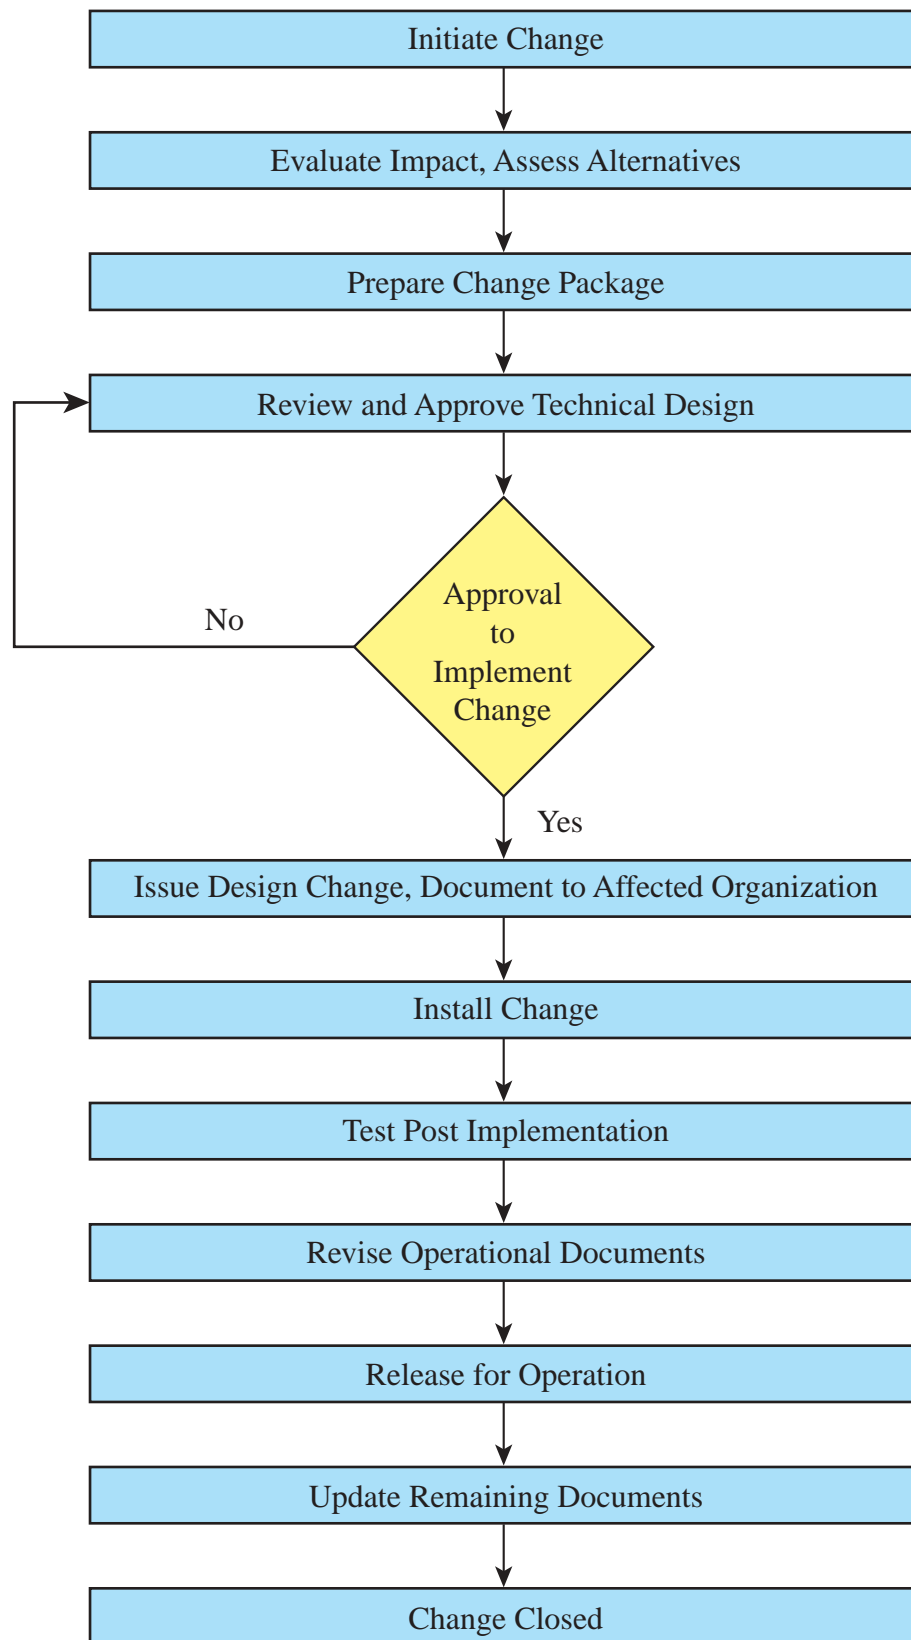 Initiate Change
Evaluate Impact, Assess Alternatives
Prepare Change Package
Review and Approve Technical Design
Approval
to
Implement
Change
No
Yes
Issue Design Change, Document to Affected Organization
Install Change
Test Post Implementation
Revise Operational Documents
Release for Operation
Update Remaining Documents
Change Closed